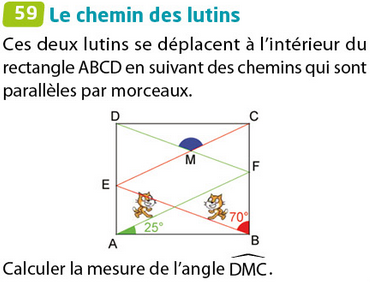 59 Le chemin des lutins
Ces deux lutins se déplacent à l'intérieur du
rectangle ABCD en suivant des chemins qui sont
parallèles par morceaux.
D C
M
F
E
70°
25°
A B
Calculer la mesure de l'angle DMC.